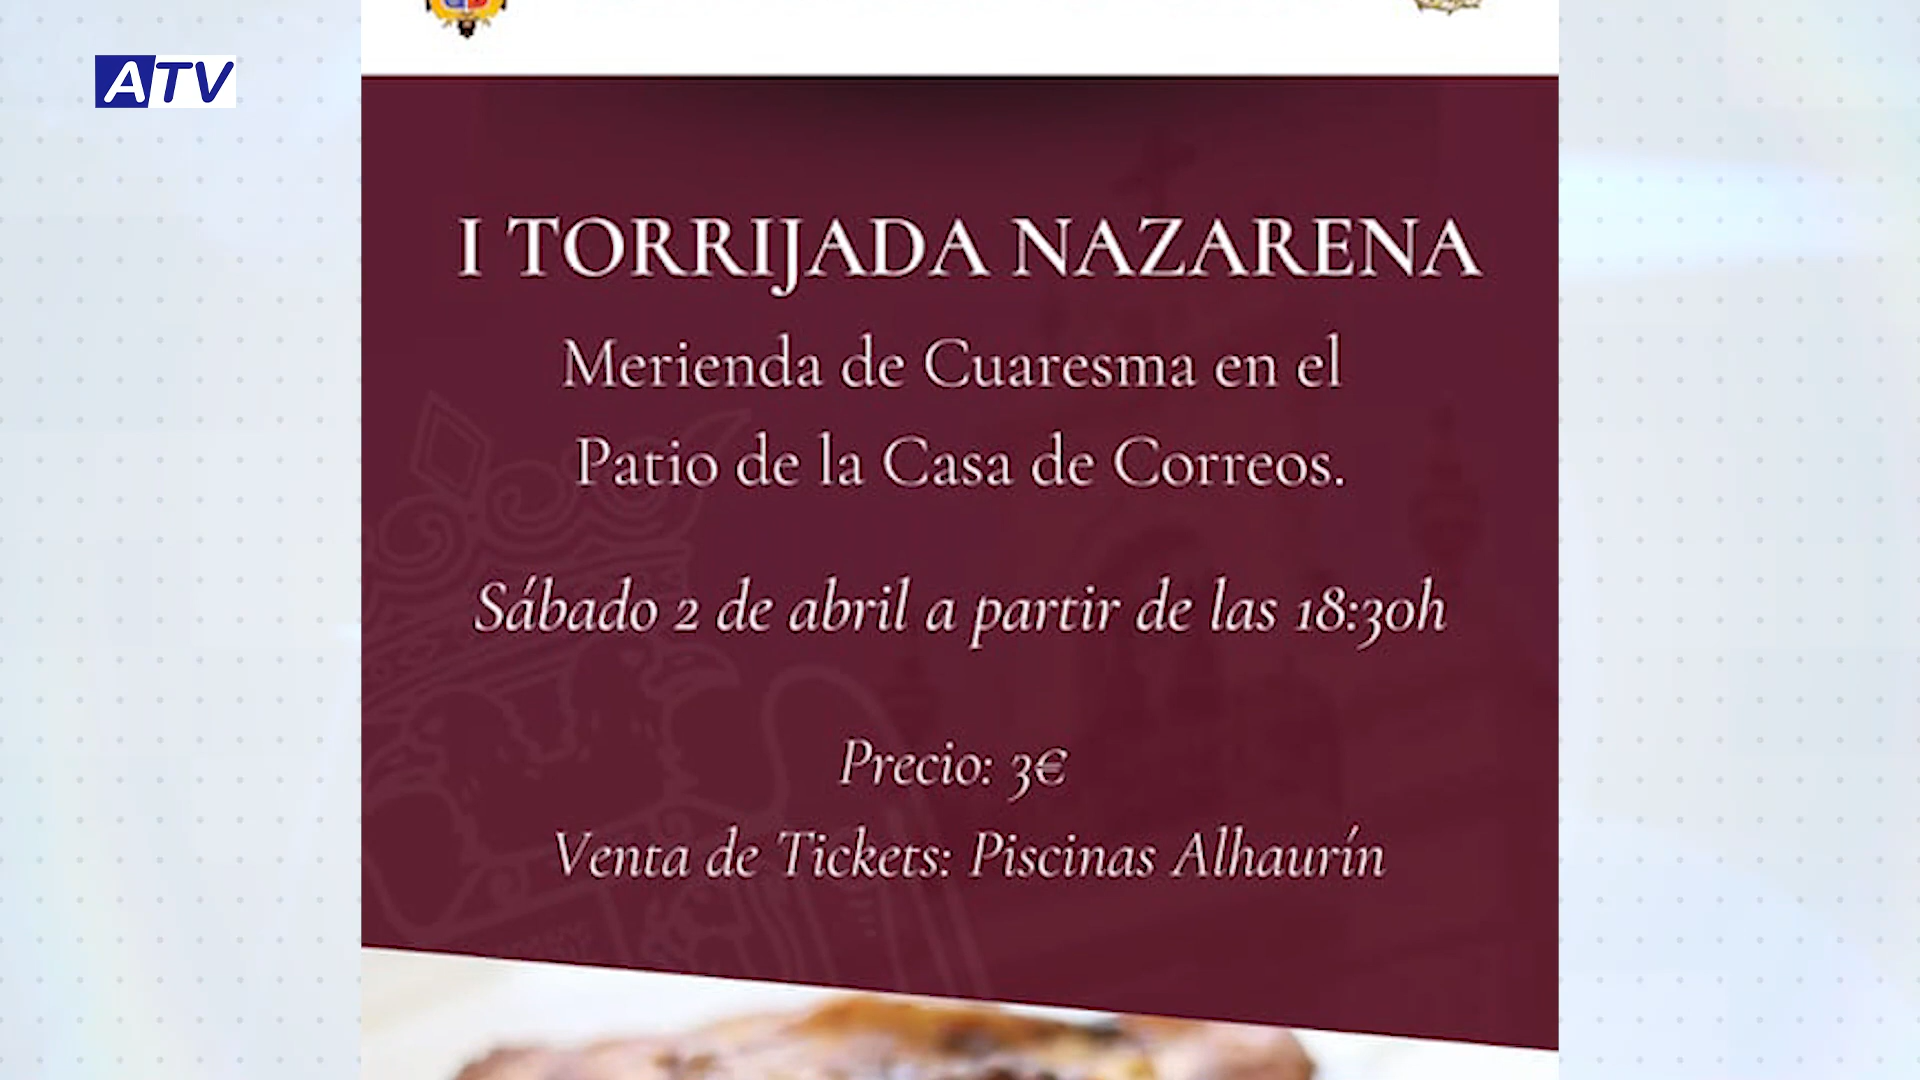 ATV
I TORRIJADA NAZARENA
Merienda de Cuaresma en el
Patio de la Casa de Correos.
Sábado 2 de abril a partir de las 18:30h
Precio: 3€
Venta de Tickets: Piscinas Alhaurín